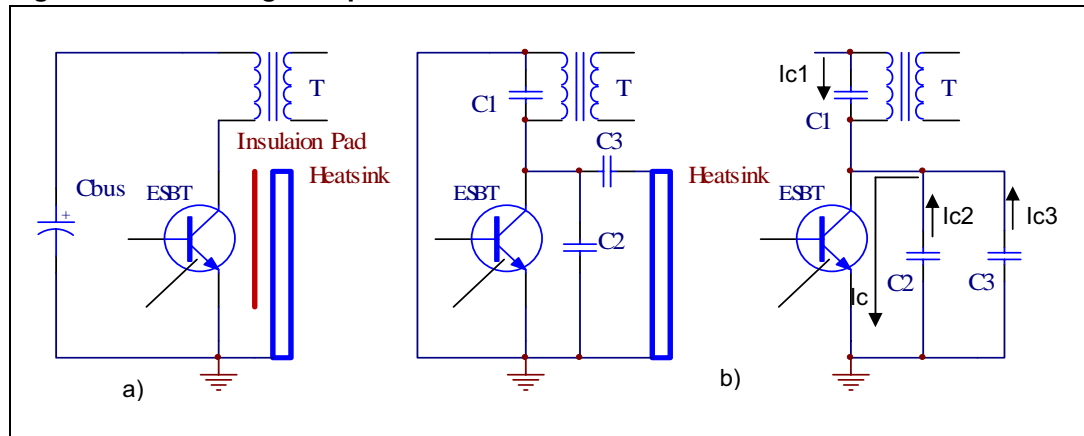 T
Insulaion Pad
Heatsink
Cbus
+
ESBT
a)
C1
T
C3
Heatsink
ESBT
C2
Ic1
C1
T
ESBT
Ic2
Ic3
Ic
C2
C3
b)